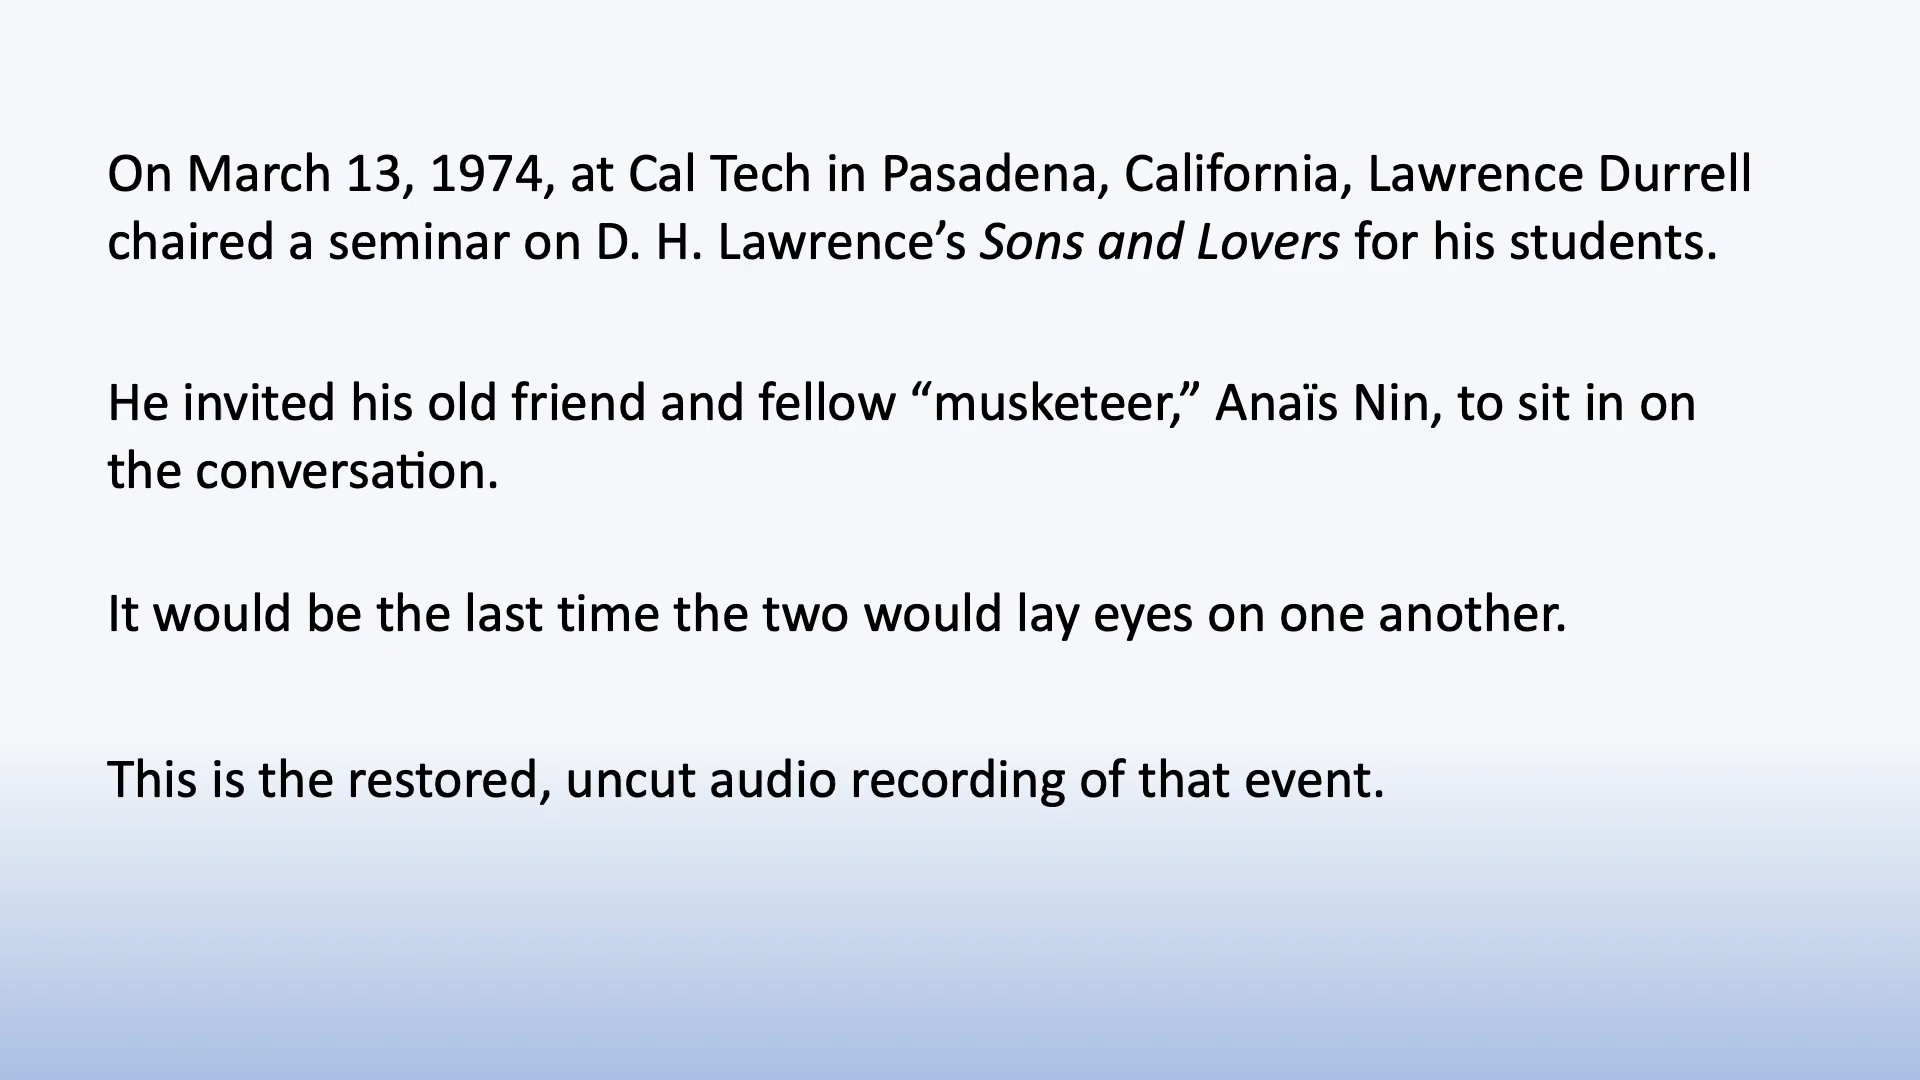 On March 13, 1974, at Cal Tech in Pasadena, California, Lawrence Durrell
chaired a seminar on D. H. Lawrence’s Sons and Lovers for his students.
He invited his old friend and fellow “musketeer,” Anaïs Nin, to sit in on
the conversation.
It would be the last time the two would lay eyes on one another.
This is the restored, uncut audio recording of that event.